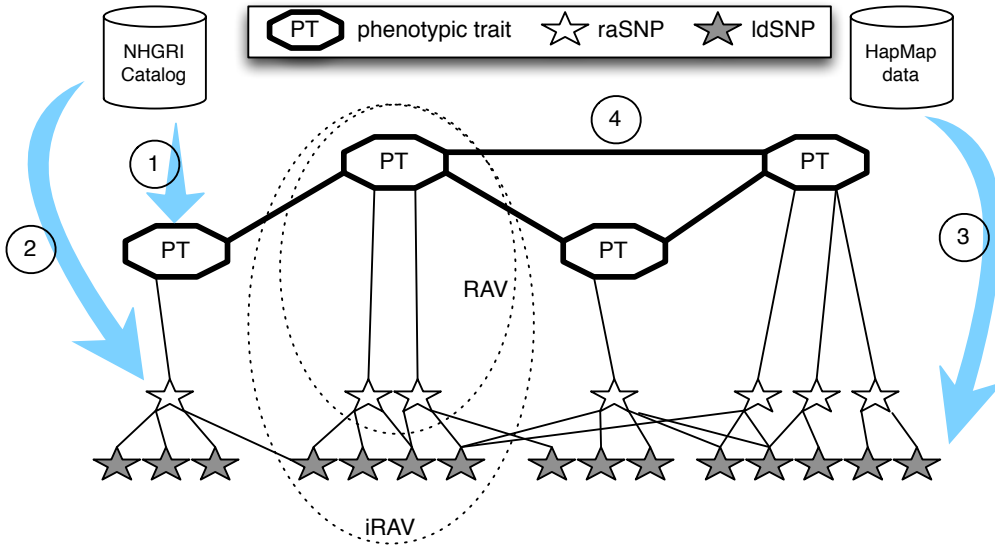 NHGRI
Catalog
PT phenotypic trait raSNP ldSNP
HapMap
data
4
1
PT
PT
2
PT
PT
3
RAV
iRAV